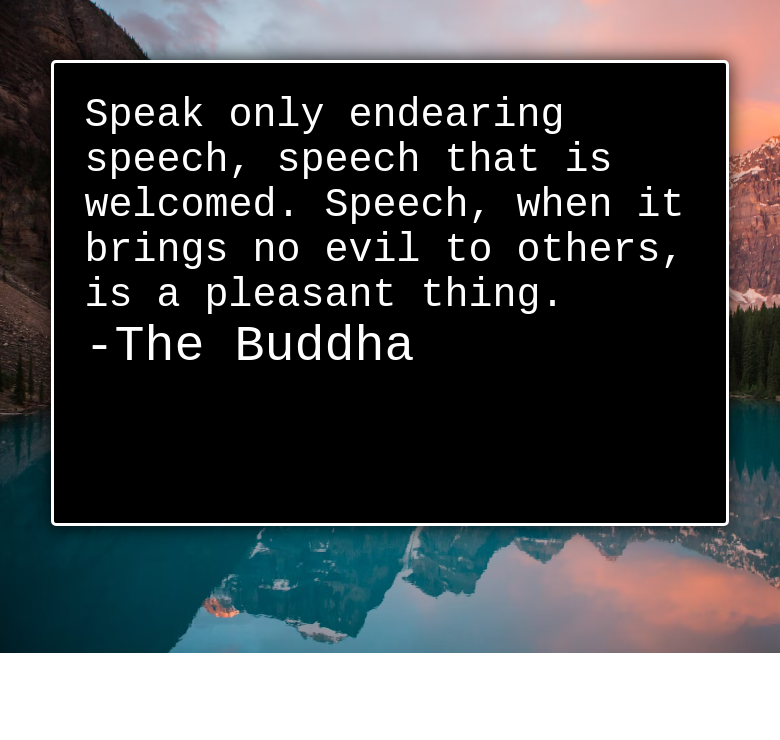 Speak only endearing
speech, speech that is
welcomed. Speech, when it
brings no evil to others,
is a pleasant thing.
-The Buddha